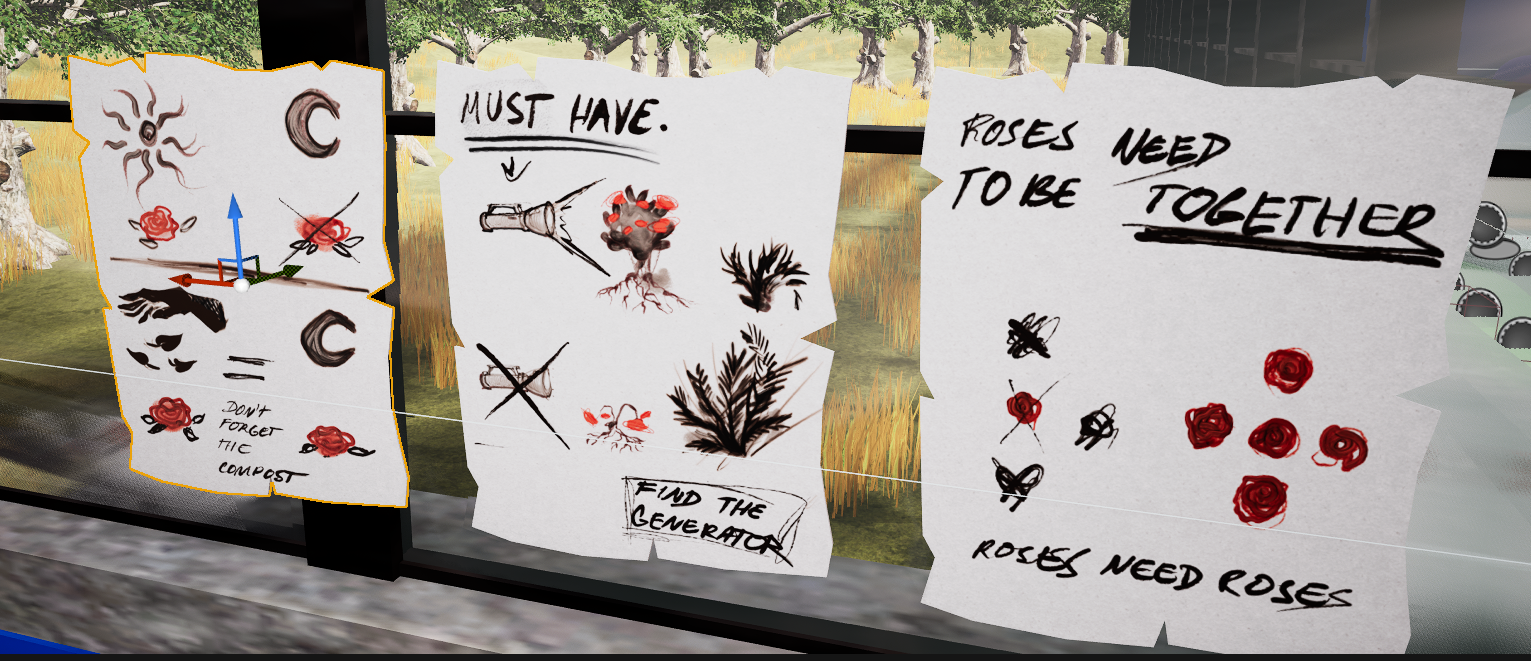 DON'T
FORGET
THE
COMPOST
MUST HAVE.
FIND THE
GENERATOR
ROSES NEED
TO BE TOGETHER
ROSES NEED ROSES